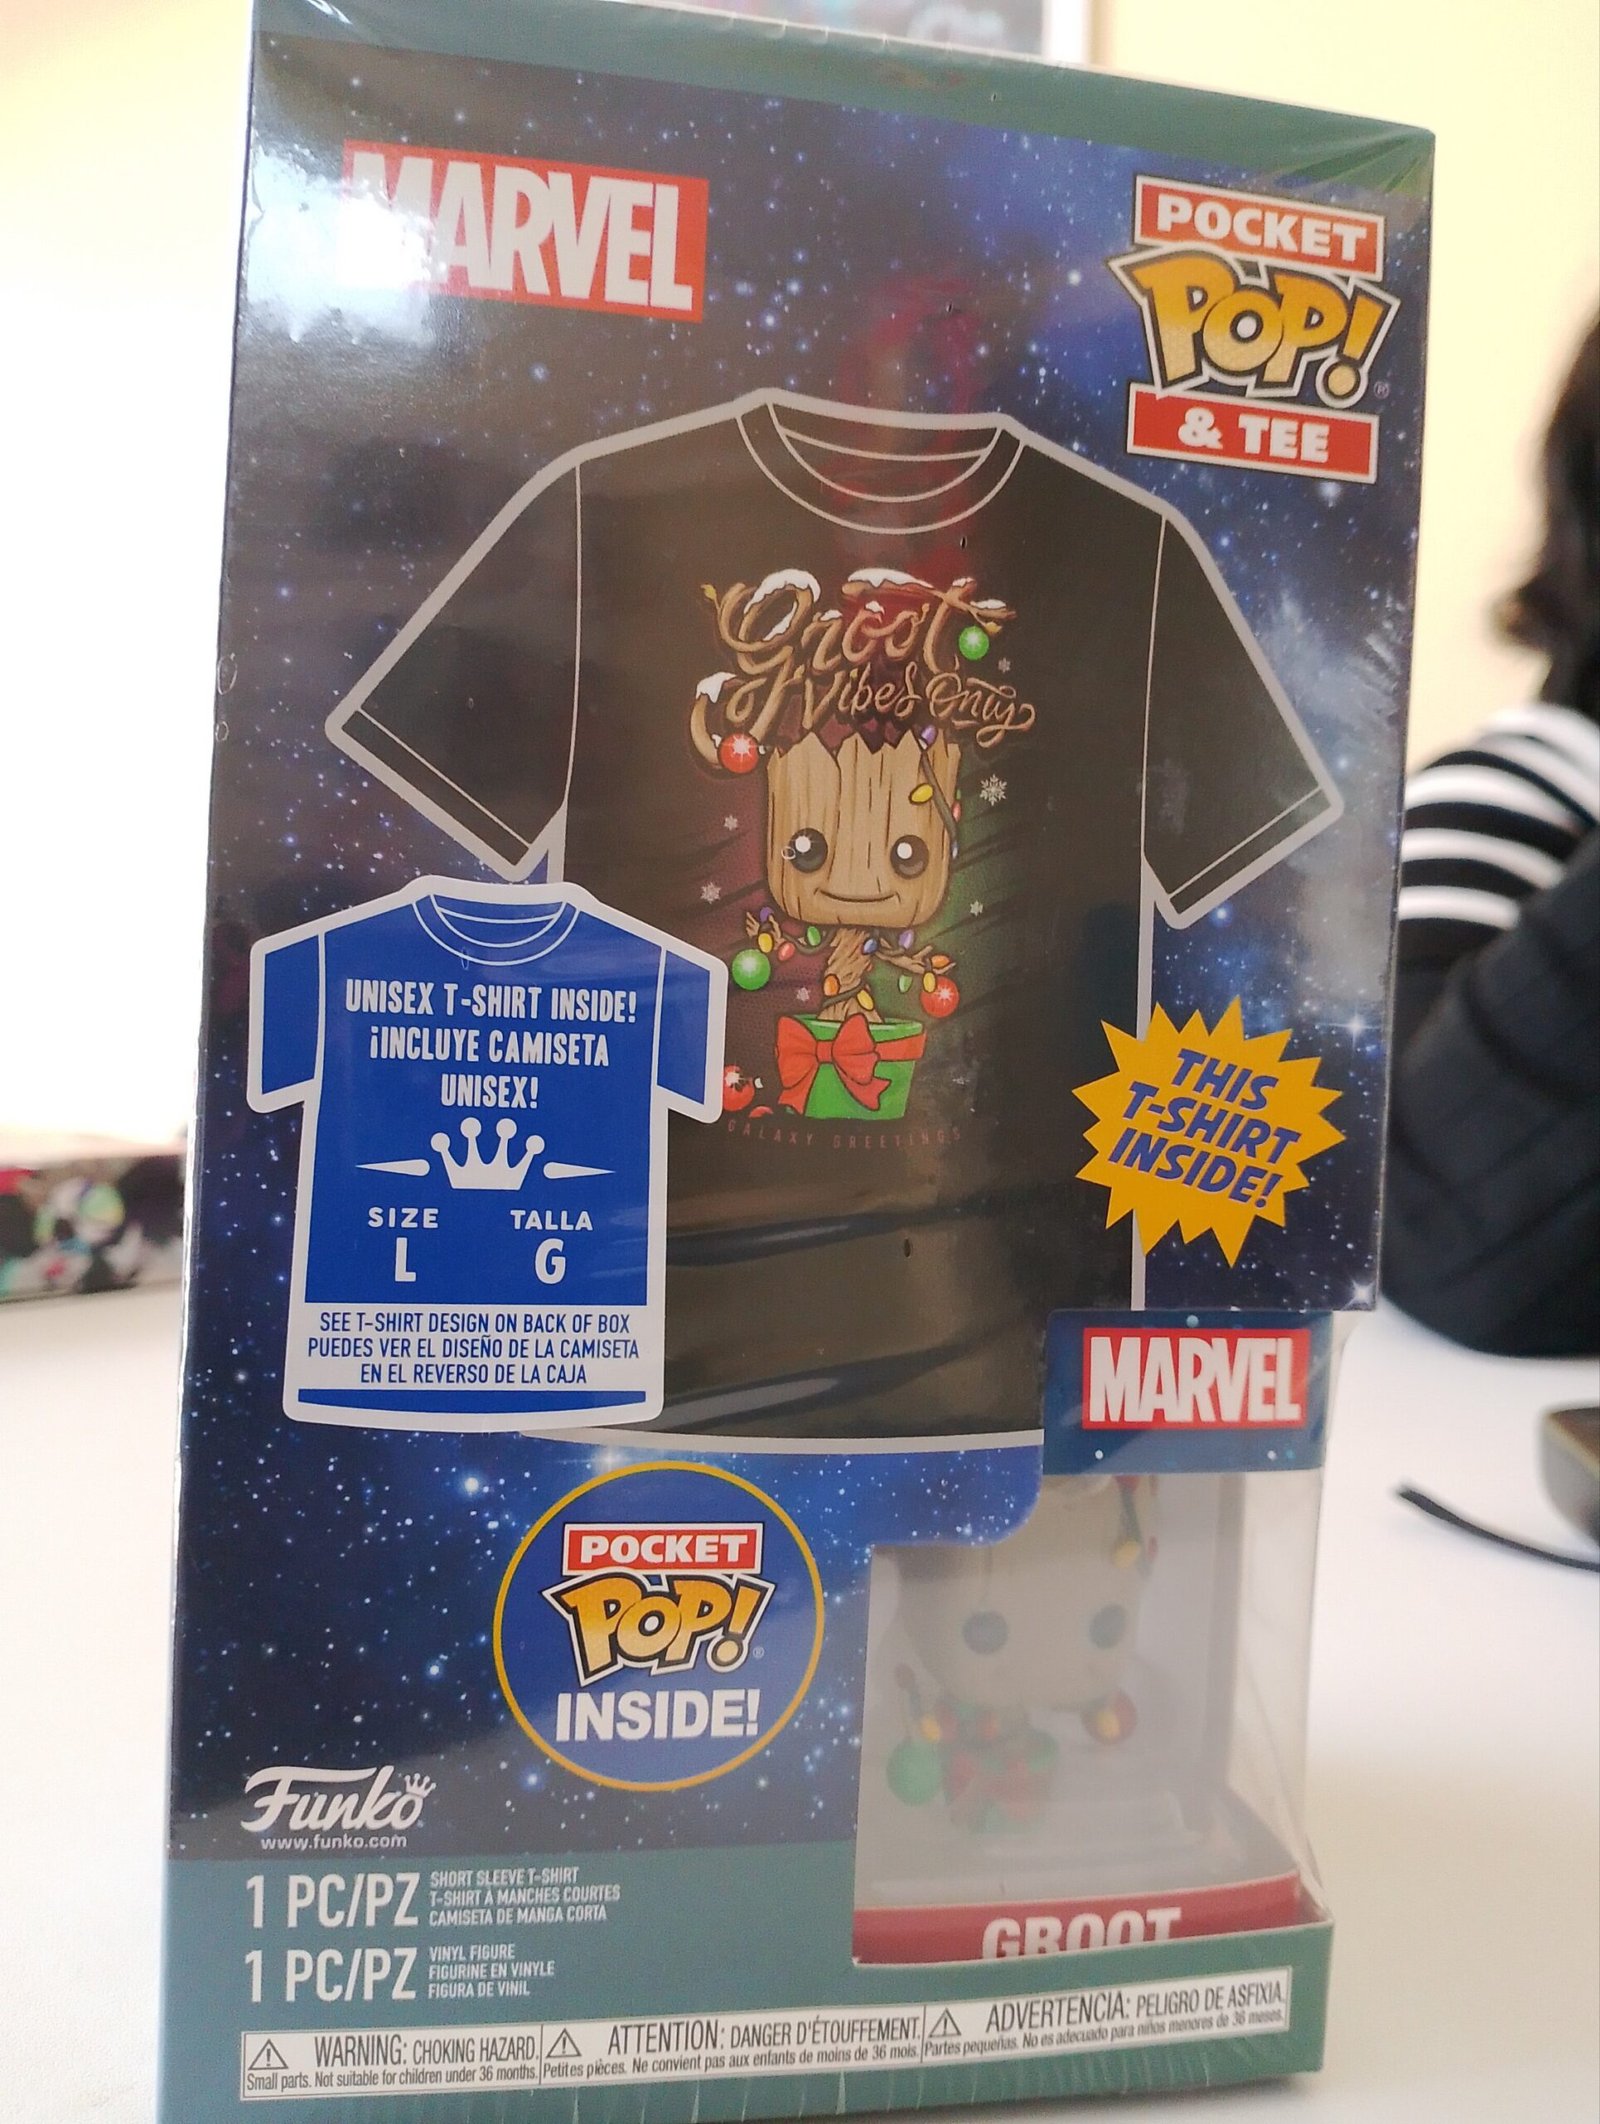 MARVEL
POCKET
POP!
& TEE
Groot
Vibes Only
GALAXY GREETINGS
UNISEX T-SHIRT INSIDE!
¡INCLUYE CAMISETA
UNISEX!
SIZE TALLA
L G
SEE T-SHIRT DESIGN ON BACK OF BOX
PUEDES VER EL DISEÑO DE LA CAMISETA
EN EL REVERSO DE LA CAJA
THIS
T-SHIRT
INSIDE!
MARVEL
POCKET
POP!
INSIDE!
Funko
www.funko.com
GROOT
1 PC/PZ
SHORT SLEEVE T-SHIRT
T-SHIRT À MANCHES COURTES
CAMISETA DE MANGA CORTA
1 PC/PZ
VINYL FIGURE
FIGURINE EN VINYLE
FIGURA DE VINIL
WARNING: CHOKING HAZARD.
Small parts. Not suitable for children under 36 months.
ATTENTION: DANGER D'ÉTOUFFEMENT.
Petites pièces. Ne convient pas aux enfants de moins de 36 mois.
ADVERTENCIA: PELIGRO DE ASFIXIA.
Partes pequeñas. No es adecuado para niños menores de 36 meses.